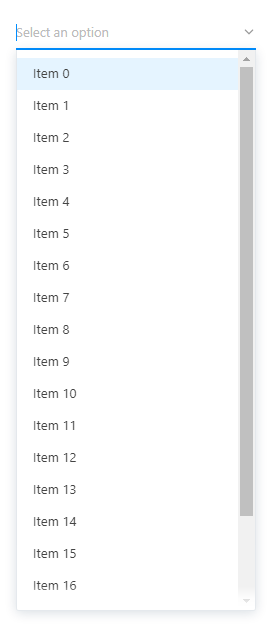 Select an option
Item 0
Item 1
Item 2
Item 3
Item 4
Item 5
Item 6
Item 7
Item 8
Item 9
Item 10
Item 11
Item 12
Item 13
Item 14
Item 15
Item 16